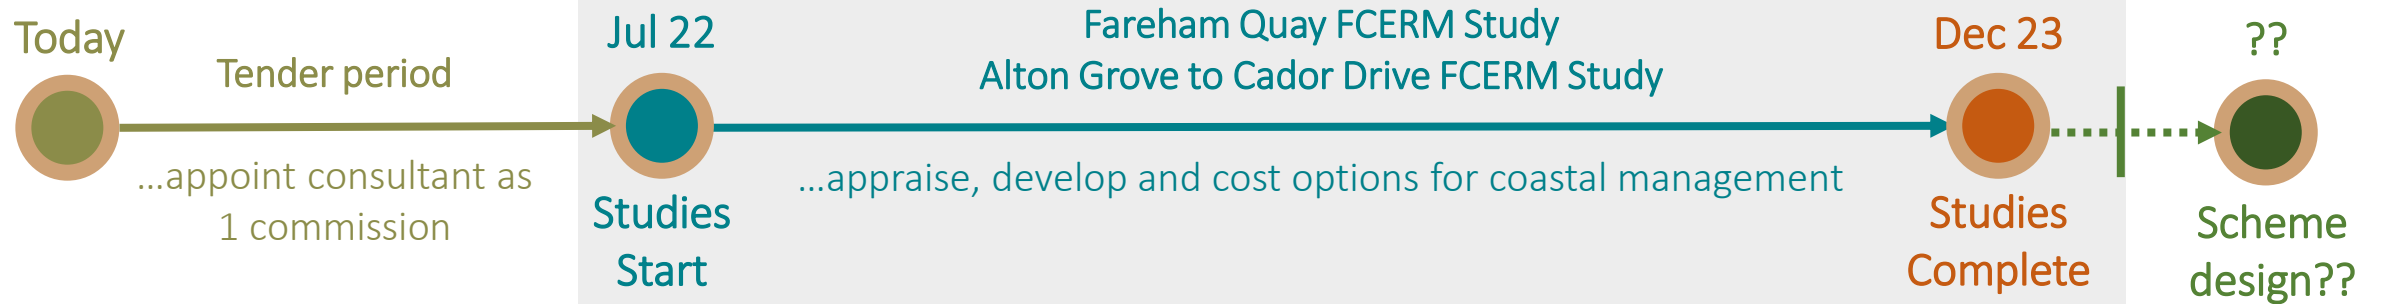 Today
Tender period
...appoint consultant as
1 commission
Jul 22
Studies
Start
Fareham Quay FCERM Study
Alton Grove to Cador Drive FCERM Study
...appraise, develop and cost options for coastal management
Dec 23
Studies
Complete
??
Scheme
design??